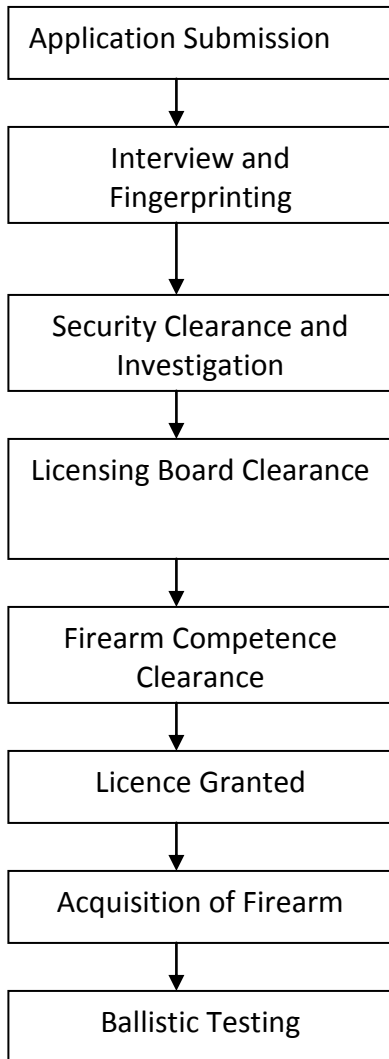 Application Submission
Interview and
Fingerprinting
Security Clearance and
Investigation
Licensing Board Clearance
Firearm Competence
Clearance
Licence Granted
Acquisition of Firearm
Ballistic Testing